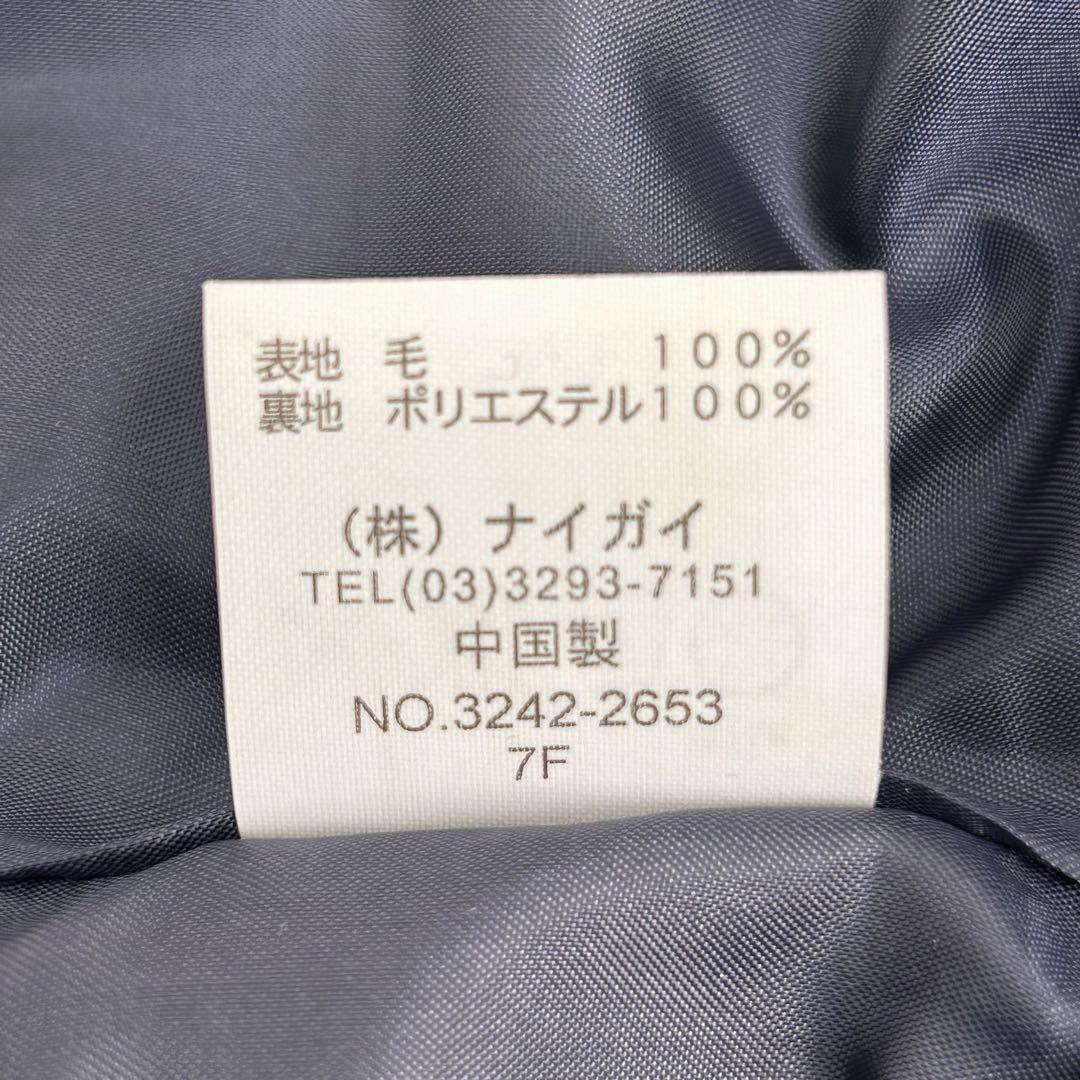 表地　毛　　　　　100%
裏地　ポリエステル100%
（株）ナイガイ
TEL(03)3293-7151
中国製
NO.3242-2653
7F